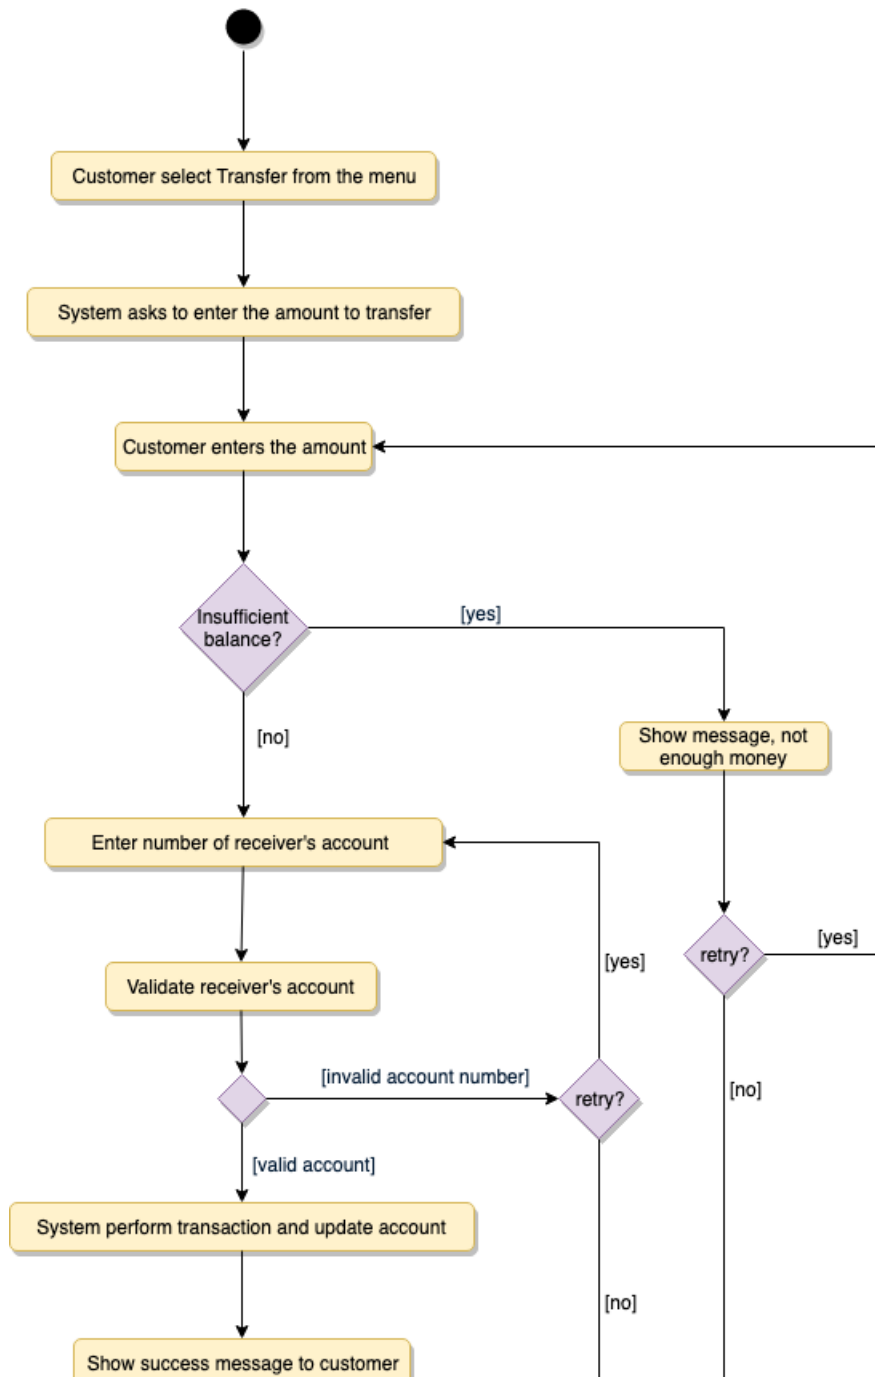 Customer select Transfer from the menu
System asks to enter the amount to transfer
Customer enters the amount
Insufficient
balance?
[yes]
[no]
Show message, not
enough money
Enter number of receiver's account
retry?
[yes]
[yes]
Validate receiver's account
[invalid account number]
retry?
[no]
[valid account]
System perform transaction and update account
[no]
Show success message to customer